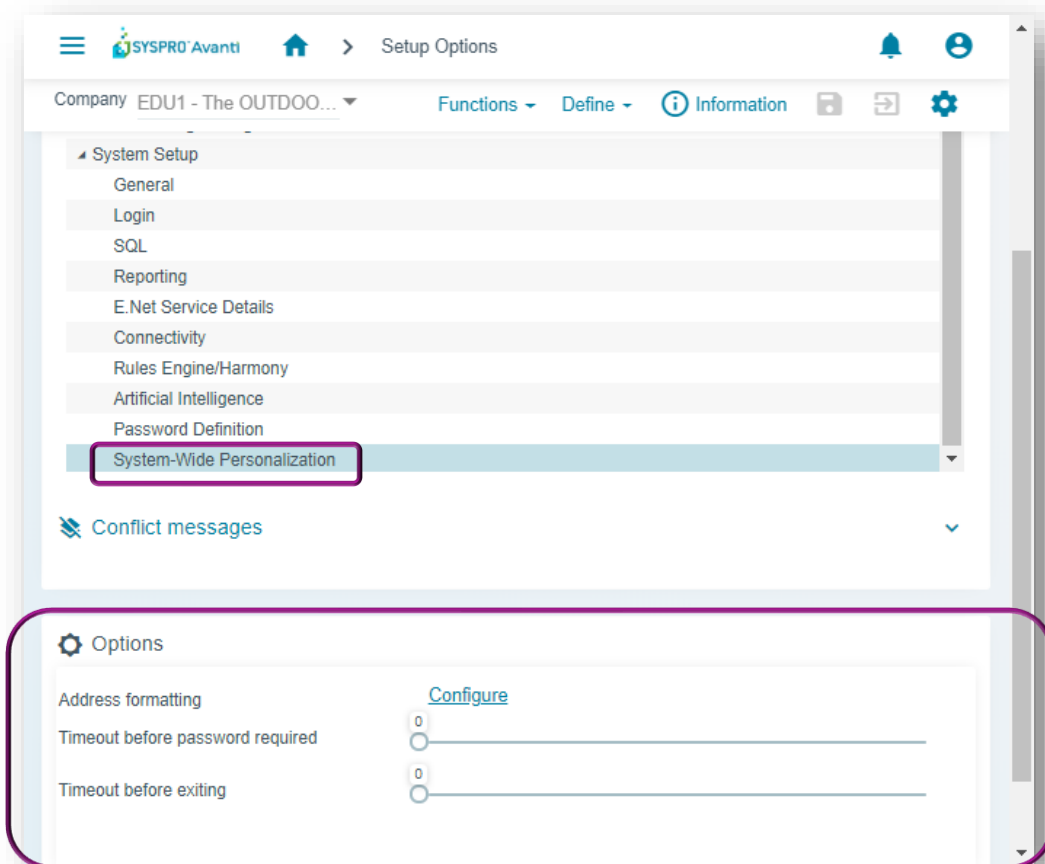 SYSPRO Avanti > Setup Options
Company EDU1 - The OUTDOO... Functions Define Information
System Setup
General
Login
SQL
Reporting
E.Net Service Details
Connectivity
Rules Engine/Harmony
Artificial Intelligence
Password Definition
System-Wide Personalization
Conflict messages
Options
Address formatting Configure
0
Timeout before password required
0
Timeout before exiting